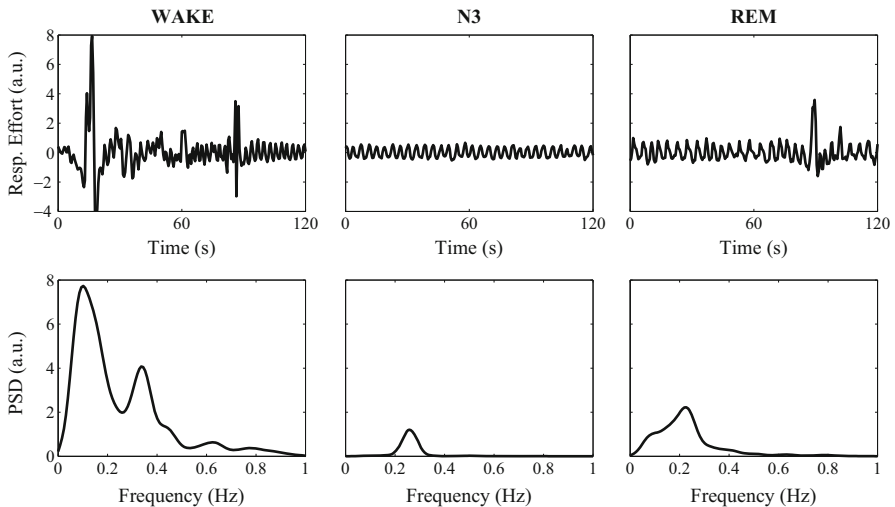 WAKE N3 REM
Resp. Effort (a.u.)
8
6
4
2
0
−2
−4
0 60 120
0 60 120
0 60 120
Time (s) Time (s) Time (s)
PSD (a.u.)
8
6
4
2
0
0 0.2 0.4 0.6 0.8 1
0 0.2 0.4 0.6 0.8 1
0 0.2 0.4 0.6 0.8 1
Frequency (Hz) Frequency (Hz) Frequency (Hz)